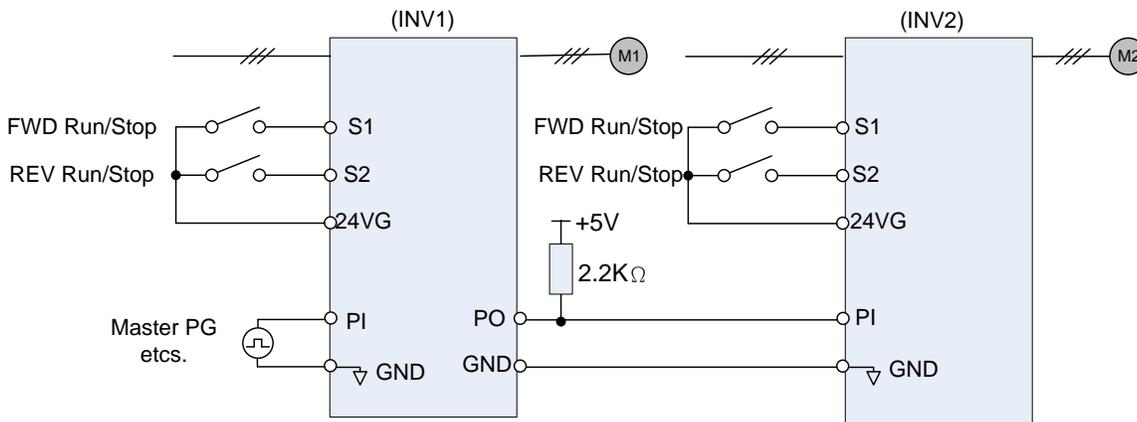 (INV1)
(INV2)
M1
M2
FWD Run/Stop
S1
FWD Run/Stop
S1
REV Run/Stop
S2
REV Run/Stop
S2
24VG
+5V
24VG
2.2KΩ
Master PG
etcs.
PI
PO
PI
GND
GND
GND